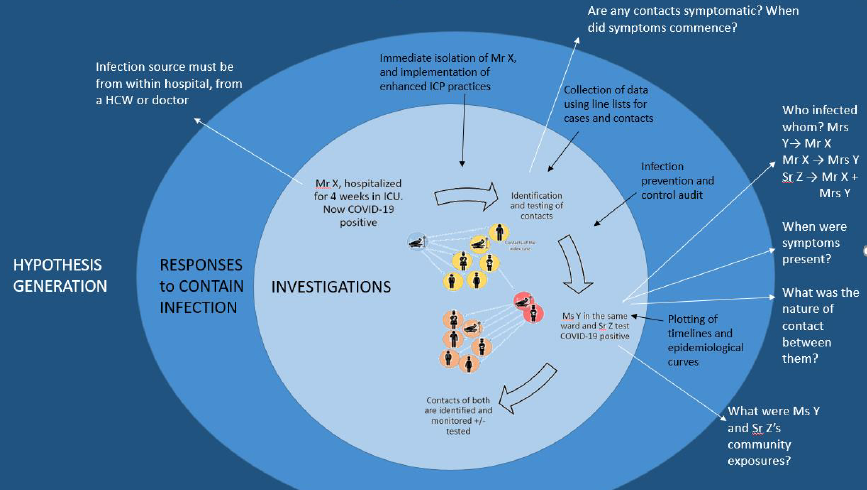 Are any contacts symptomatic? When
did symptoms commence?
Infection source must be
from within hospital, from
a HCW or doctor
Immediate isolation of Mr X,
and implementation of
enhanced ICP practices
Collection of data
using line lists for
cases and contacts
Who infected
whom? Mrs
Y→ Mr X
Mr X → Mrs Y
Sr Z → Mr X +
Mrs Y
Infection
prevention and
control audit
Mr X, hospitalized
for 4 weeks in ICU.
Now COVID-19
positive
Identification
and testing of
contacts
When were
symptoms
present?
Contacts of the
HYPOTHESIS
GENERATION
RESPONSES
to CONTAIN
INFECTION
INVESTIGATIONS
What was the
nature of
contact
between
them?
Ms Y in the same
ward and Sr Z test
COVID-19 positive
Plotting of
timelines and
epidemiological
curves
Contacts of both
are identified and
monitored +/-
tested
What were Ms Y
and Sr Z's
community
exposures?